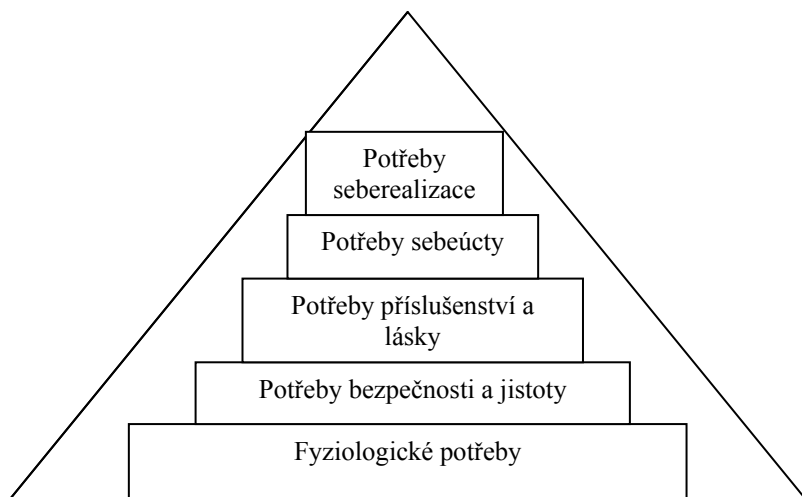 Potřeby
seberealizace
Potřeby sebeúcty
Potřeby příslušenství a
lásky
Potřeby bezpečnosti a jistoty
Fyziologické potřeby